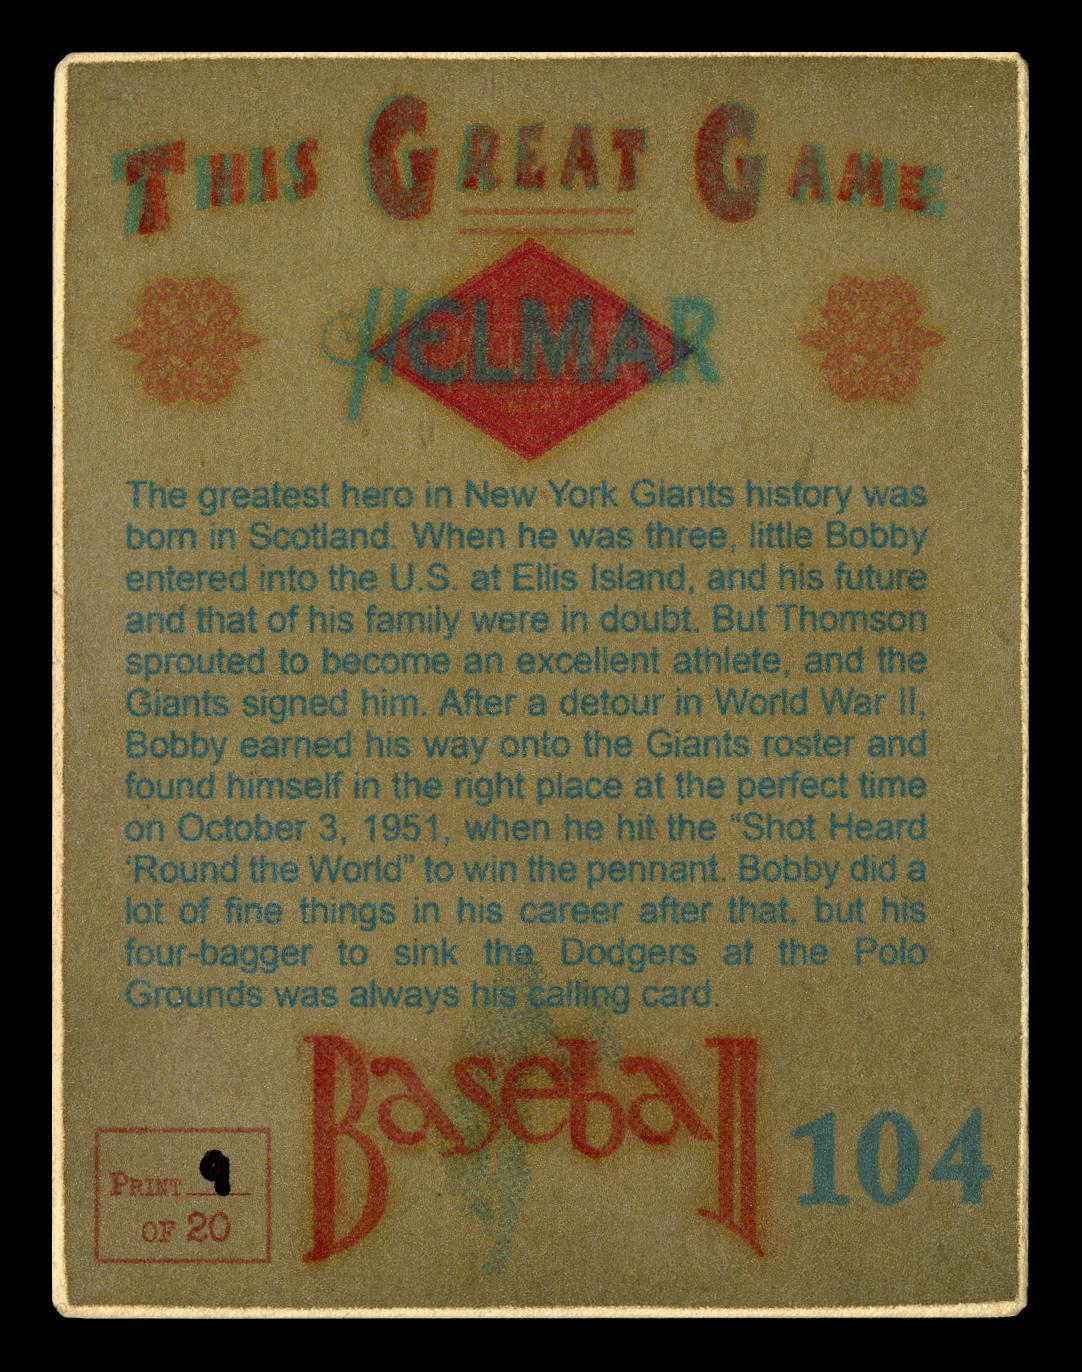 THIS GREAT GAME
HELMAR
The greatest hero in New York Giants history was
born in Scotland. When he was three, little Bobby
entered into the U.S. at Ellis Island, and his future
and that of his family were in doubt. But Thomson
sprouted to become an excellent athlete, and the
Giants signed him. After a detour in World War II,
Bobby earned his way onto the Giants roster and
found himself in the right place at the perfect time
on October 3, 1951, when he hit the “Shot Heard
‘Round the World” to win the pennant. Bobby did a
lot of fine things in his career after that, but his
four-bagger to sink the Dodgers at the Polo
Grounds was always his calling card.
Baseball
104
PRINT 9
OF 20